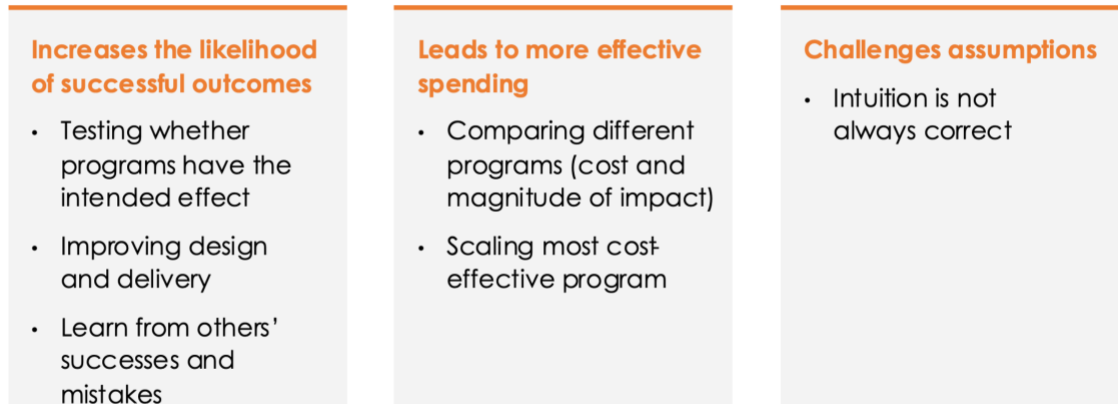 Increases the likelihood
of successful outcomes
• Testing whether
programs have the
intended effect
• Improving design
and delivery
• Learn from others’
successes and
mistakes
Leads to more effective
spending
• Comparing different
programs (cost and
magnitude of impact)
• Scaling most cost-
effective program
Challenges assumptions
• Intuition is not
always correct